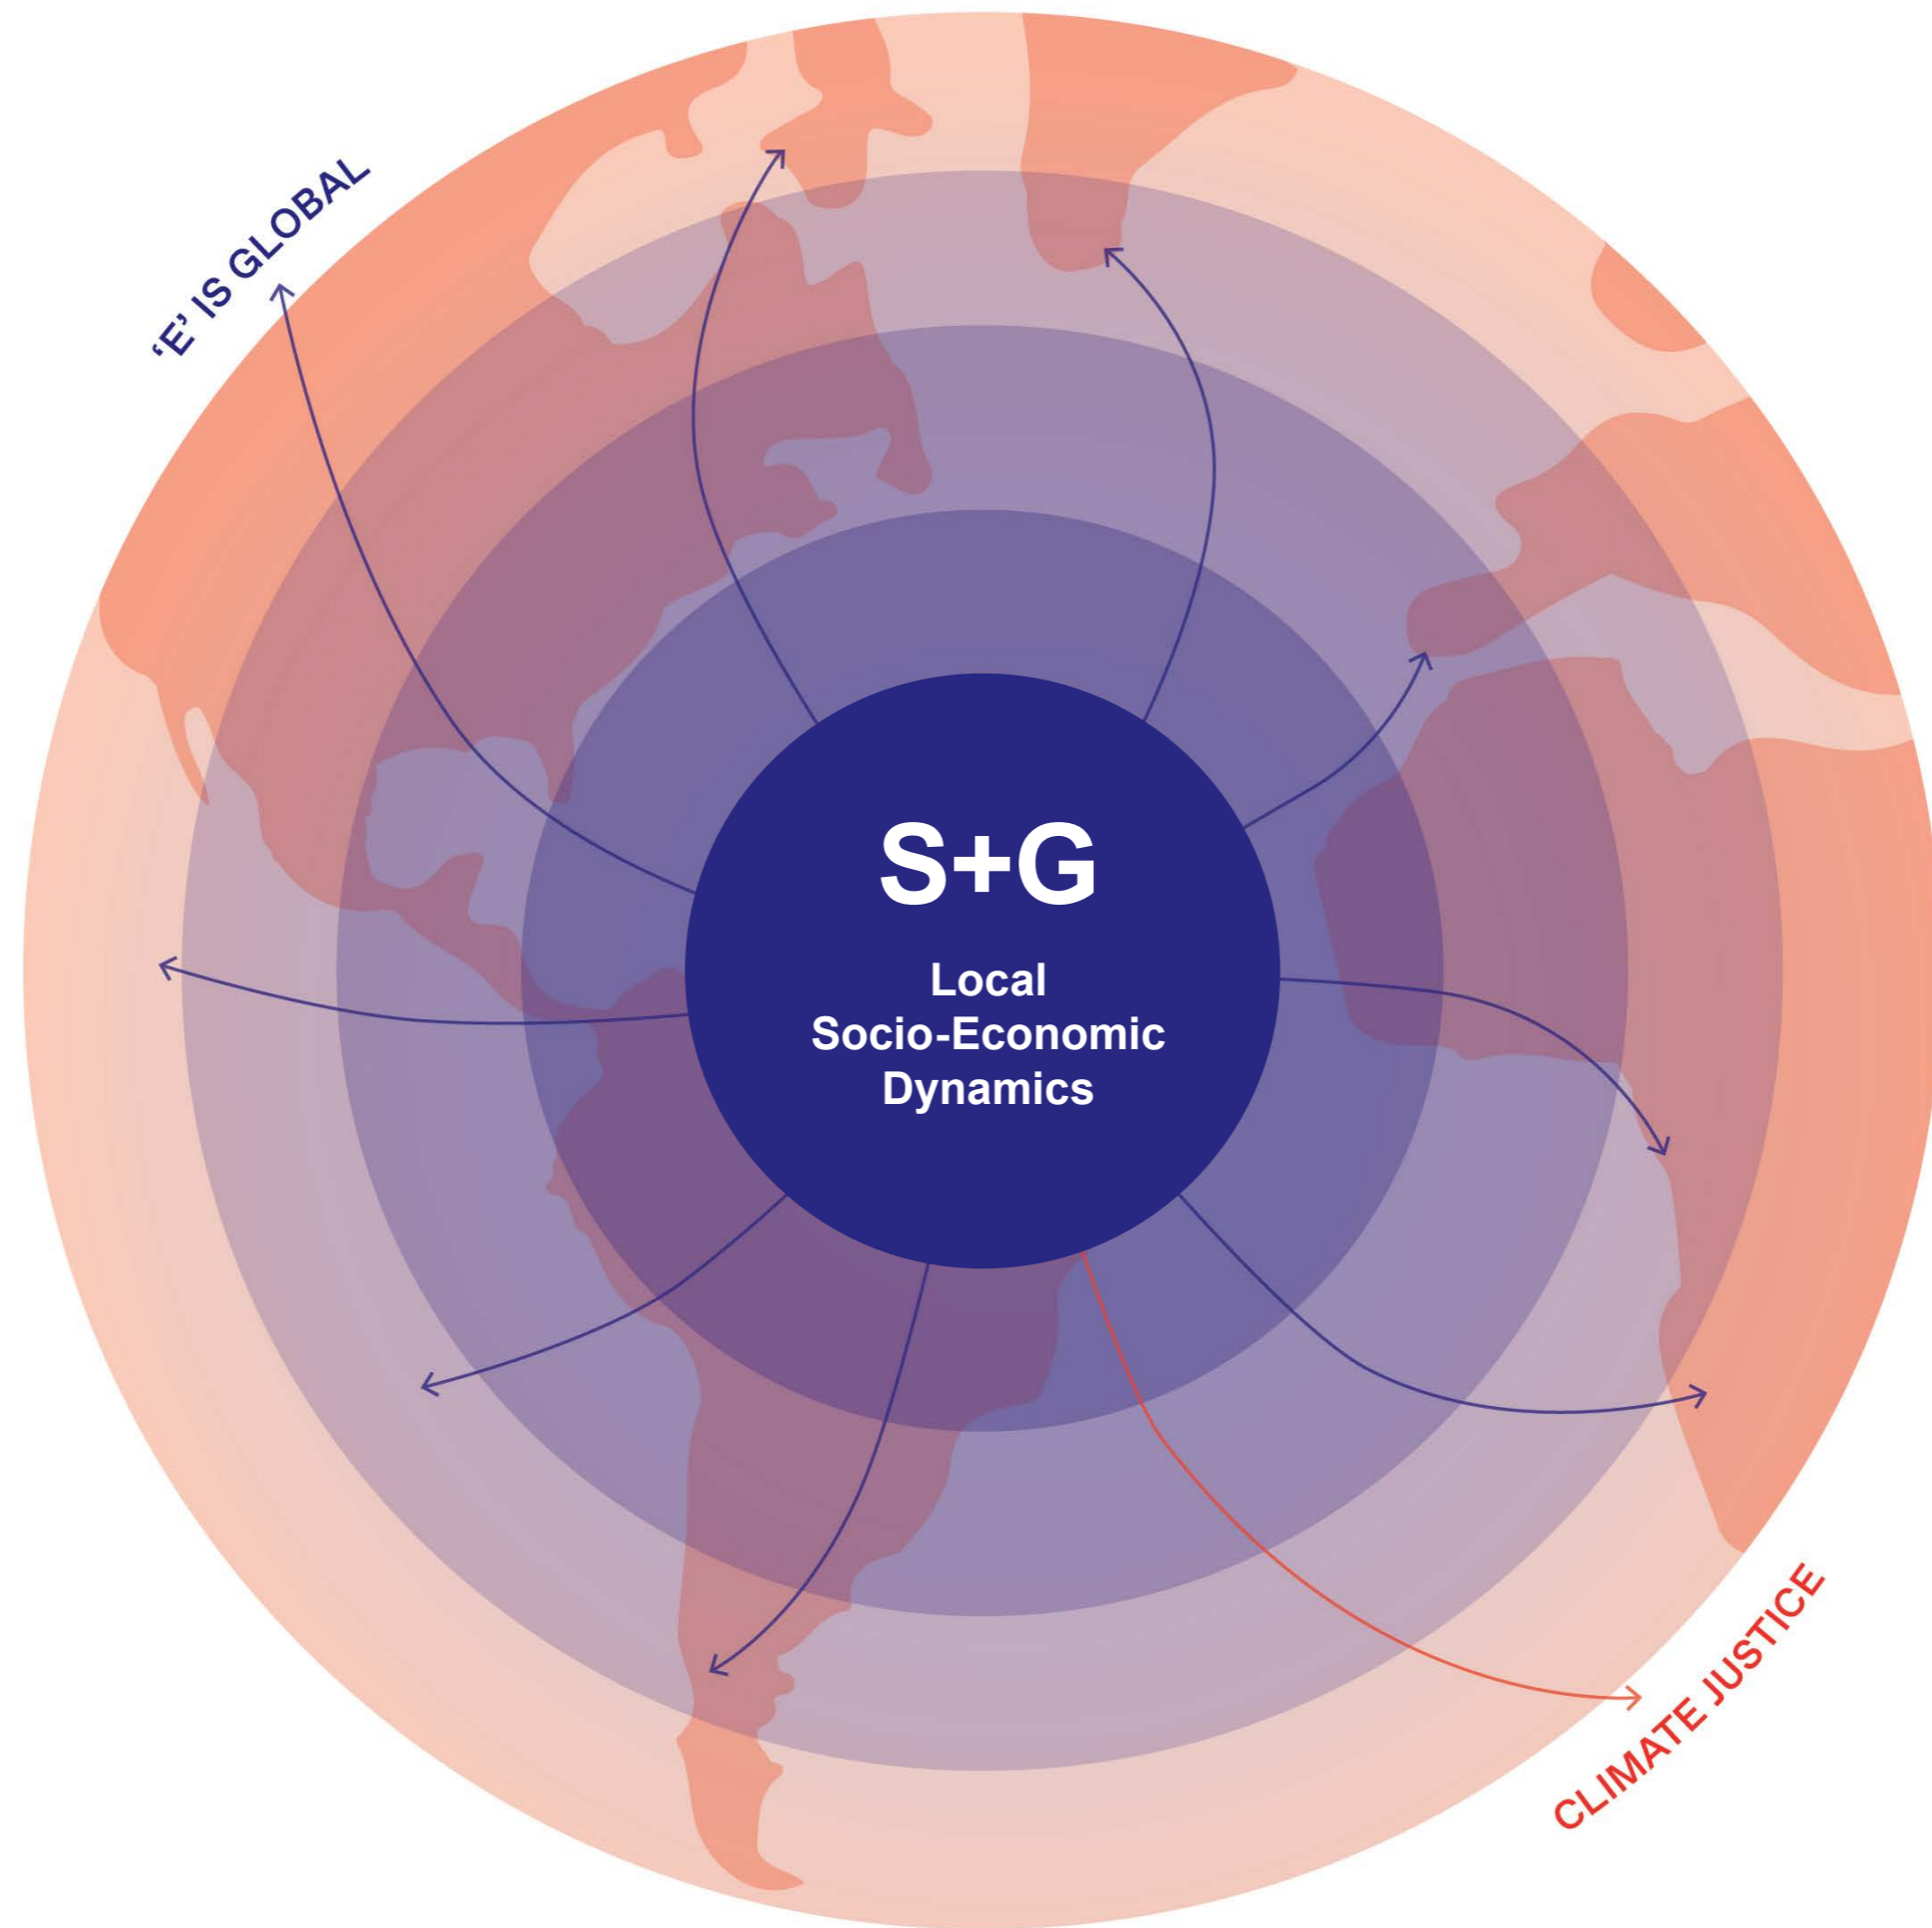 ‘E’ IS GLOBAL
S+G
Local
Socio-Economic
Dynamics
CLIMATE JUSTICE